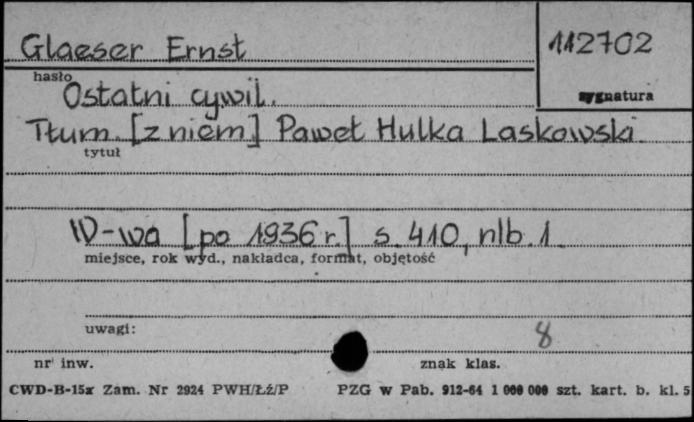 Glaeser Ernst
112702
hasło
sygnatura
Ostatni cywil.
Tłum. [z niem] Paweł Hulka Laskowski.
tytuł
W-wa [po 1936 r.] s. 410, nlb. 1.
miejsce, rok wyd., nakładca, format, objętość
uwagi:
8
nr inw.
znak klas.
CWD-B-15x Zam. Nr 2924 PWH/Łź/P PZG w Pab. 912-64 1 000 000 szt. kart. b. kl. 5